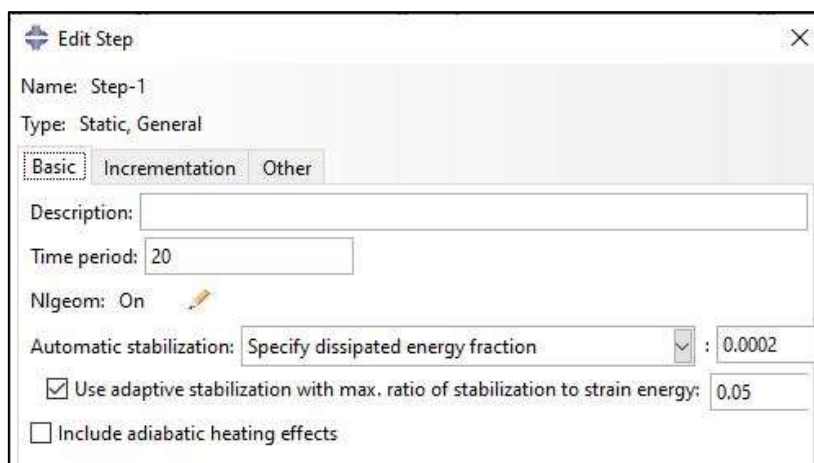 Edit Step
Name: Step-1
Type: Static, General
Basic Incrementation Other
Description:
Time period: 20
Nlgeom: On
Automatic stabilization: Specify dissipated energy fraction : 0.0002
Use adaptive stabilization with max. ratio of stabilization to strain energy: 0.05
Include adiabatic heating effects